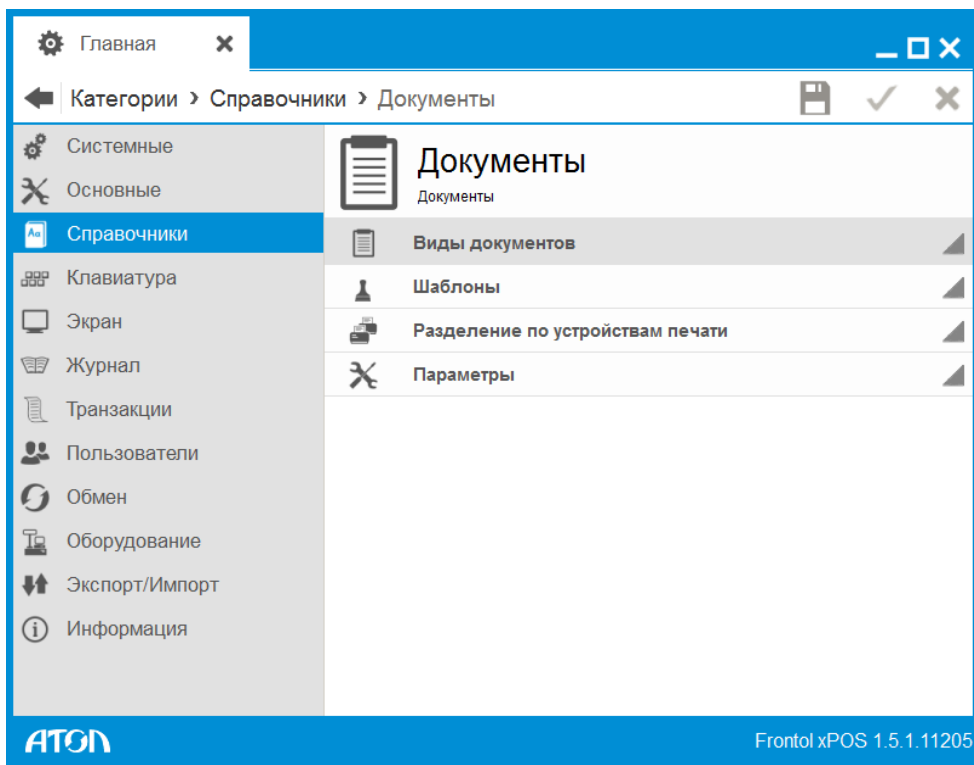 Главная
Категории › Справочники › Документы
Системные
Основные
Справочники
Клавиатура
Экран
Журнал
Транзакции
Пользователи
Обмен
Оборудование
Экспорт/Импорт
Информация
Документы
Документы
Виды документов
Шаблоны
Разделение по устройствам печати
Параметры
АТОЛ
Frontol xPOS 1.5.1.11205